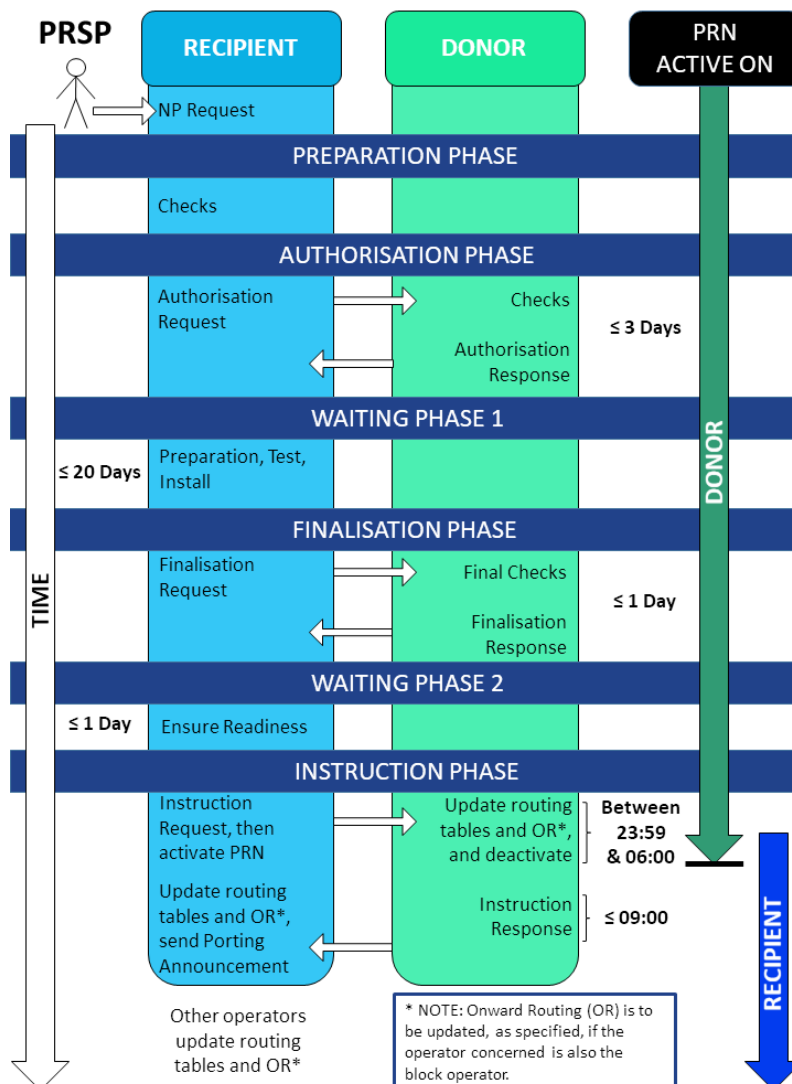 PRSP
RECIPIENT
DONOR
PRN
ACTIVE ON
NP Request
PREPARATION PHASE
Checks
AUTHORISATION PHASE
Authorisation
Request
Checks
≤ 3 Days
Authorisation
Response
WAITING PHASE 1
≤ 20 Days
Preparation, Test,
Install
FINALISATION PHASE
Finalisation
Request
Final Checks
≤ 1 Day
Finalisation
Response
WAITING PHASE 2
≤ 1 Day
Ensure Readiness
INSTRUCTION PHASE
Instruction
Request, then
activate PRN
Update routing
tables and OR*,
and deactivate
Between
23:59
& 06:00
Update routing
tables and OR*,
send Porting
Announcement
Instruction
Response
≤ 09:00
Other operators
update routing
tables and OR*
* NOTE: Onward Routing (OR) is to
be updated, as specified, if the
operator concerned is also the
block operator.
TIME
DONOR
RECIPIENT